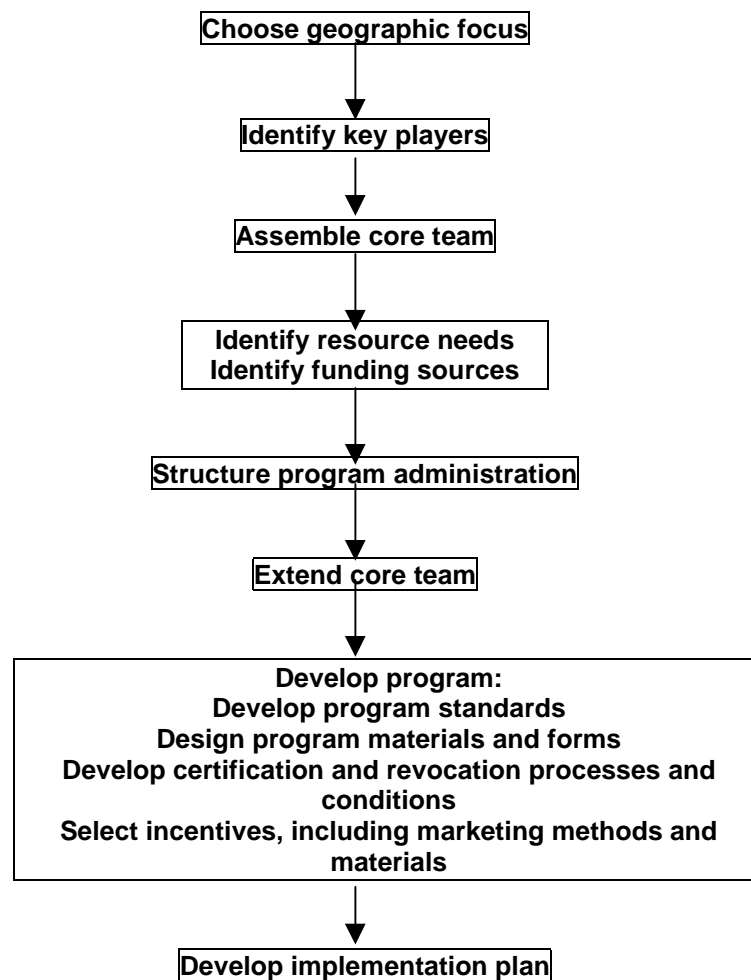 Choose geographic focus
Identify key players
Assemble core team
Identify resource needs
Identify funding sources
Structure program administration
Extend core team
Develop program:
Develop program standards
Design program materials and forms
Develop certification and revocation processes and
conditions
Select incentives, including marketing methods and
materials
Develop implementation plan